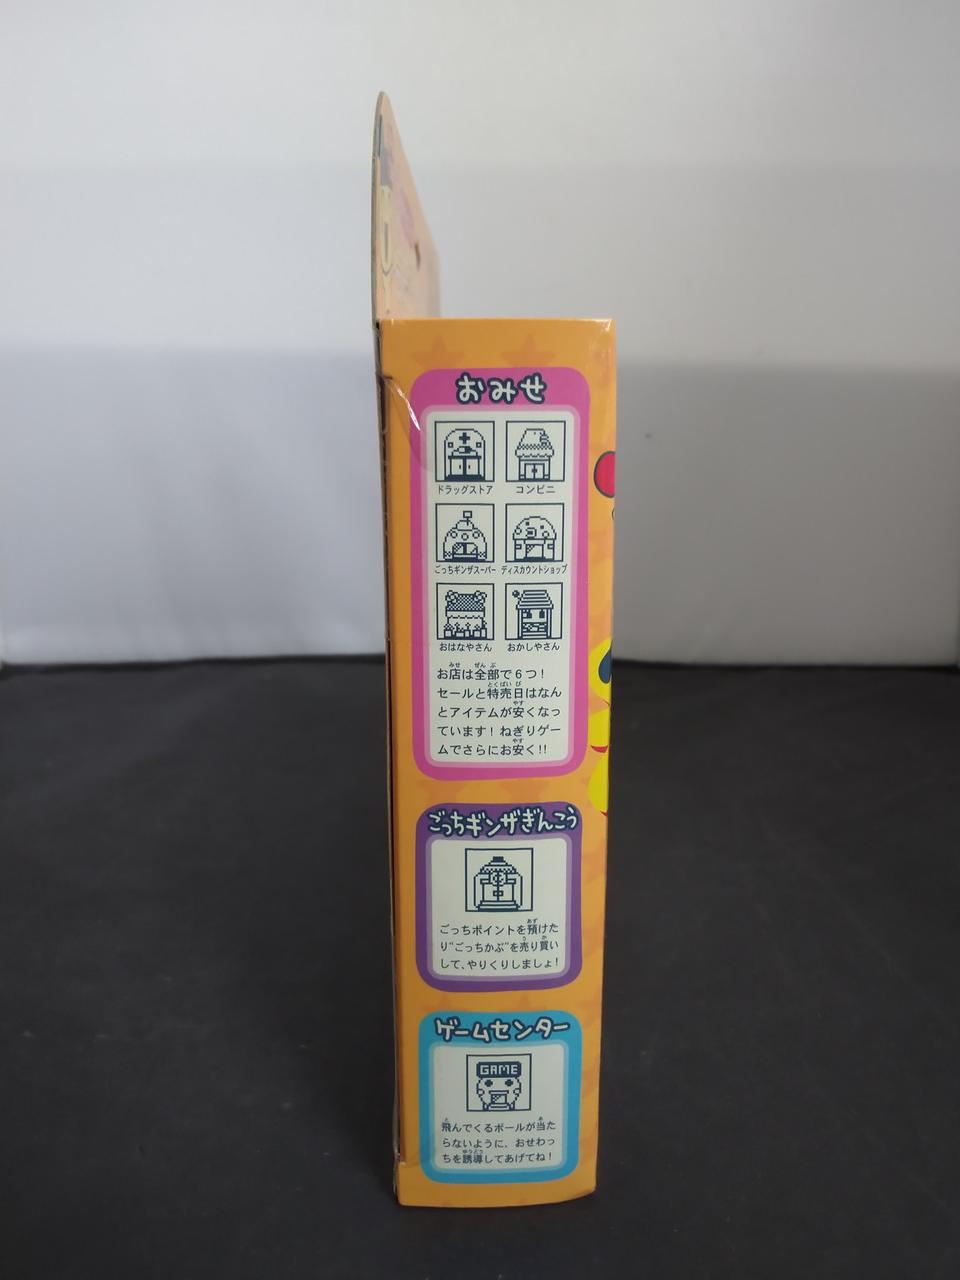 おみせ
ドラッグストア コンビニ
ごっちギンザスーパー ディスカウントショップ
おはなやさん おかしやさん
お店は全部で6つ!
セールと特売日はなん
とアイテムが安くなっ
ています!ねぎりゲー
ムでさらにお安く!!
ごっちギンザぎんこう
ごっちポイントを預けた
り“ごっちかぶ”を売り買い
して、やりくりしましょ!
ゲームセンター
GAME
飛んでくるボールが当た
らないように、おせわっ
ちを誘導してあげてね!